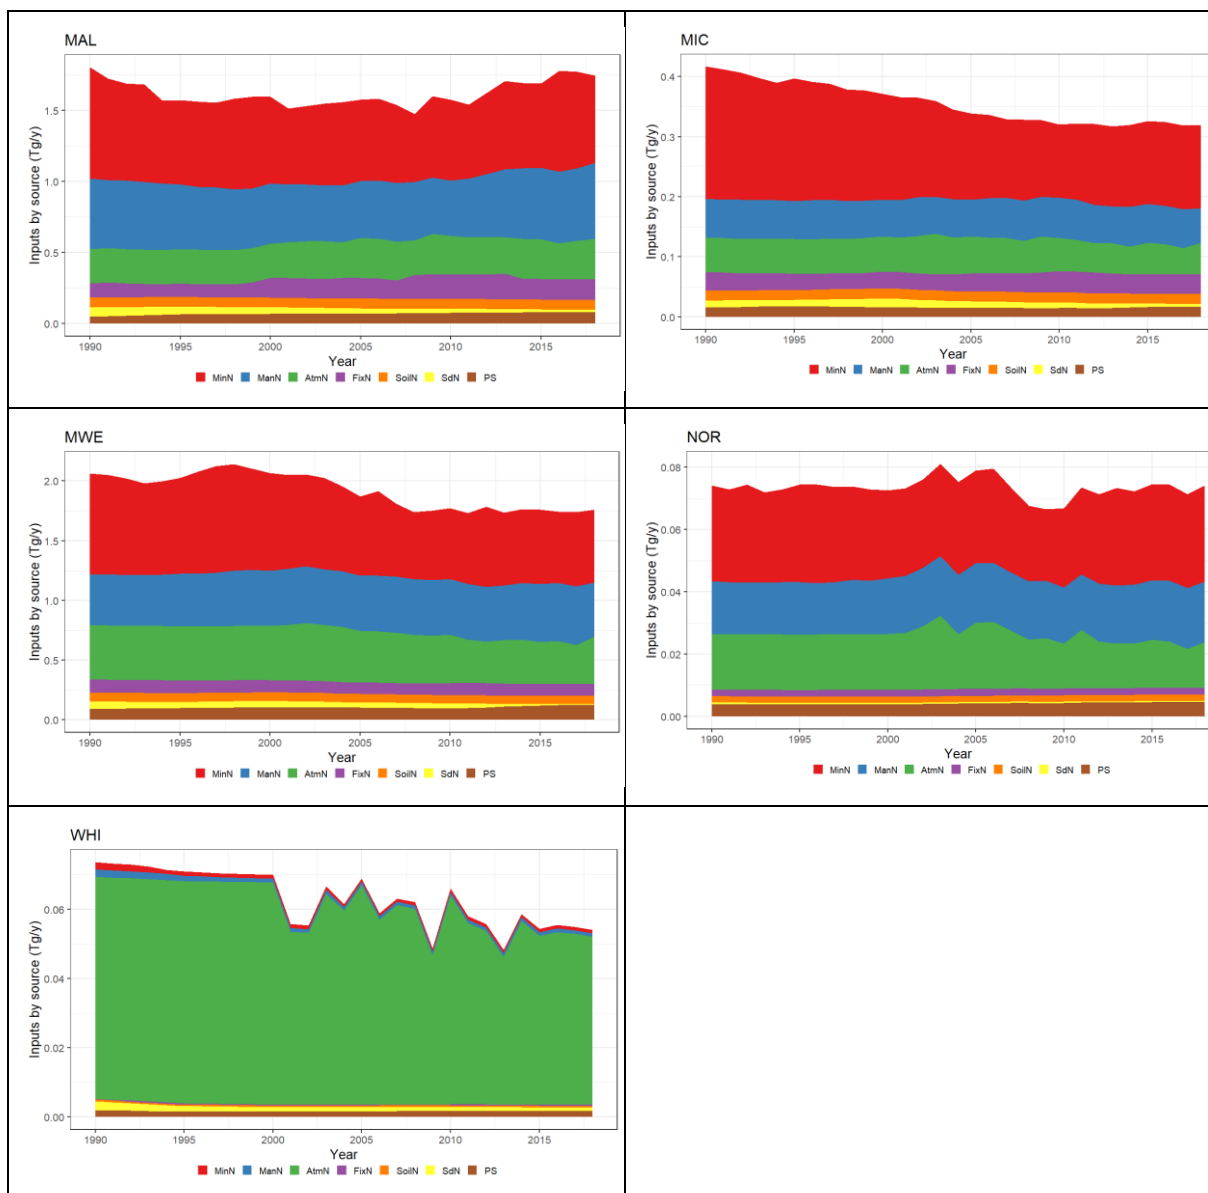 MAL
Inputs by source (Tg/y)
1.5
1.0
0.5
0.0
1990 1995 2000 2005 2010 2015
Year
MinN ManN AtmN FixN SoilN SdN PS
MIC
Inputs by source (Tg/y)
0.4
0.3
0.2
0.1
0.0
1990 1995 2000 2005 2010 2015
Year
MinN ManN AtmN FixN SoilN SdN PS
MWE
Inputs by source (Tg/y)
2.0
1.5
1.0
0.5
0.0
1990 1995 2000 2005 2010 2015
Year
MinN ManN AtmN FixN SoilN SdN PS
NOR
Inputs by source (Tg/y)
0.08
0.06
0.04
0.02
0.00
1990 1995 2000 2005 2010 2015
Year
MinN ManN AtmN FixN SoilN SdN PS
WHI
Inputs by source (Tg/y)
0.06
0.04
0.02
0.00
1990 1995 2000 2005 2010 2015
Year
MinN ManN AtmN FixN SoilN SdN PS